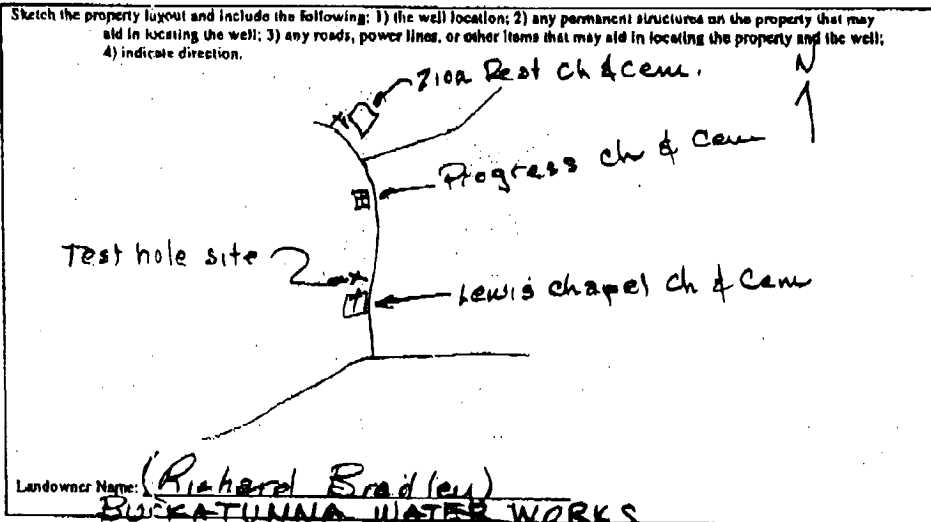 Sketch the property layout and include the following: 1) the well location; 2) any permanent structures on the property that may
aid in locating the well; 3) any roads, power lines, or other items that may aid in locating the property and the well;
4) indicate direction.
Zion Rest Ch & Cem.
N
Progress Ch & Cem
Test hole site
Lewis Chapel Ch & Cem
Landowner Name: (Richard Bradley)
BUCKATUNNA WATER WORKS